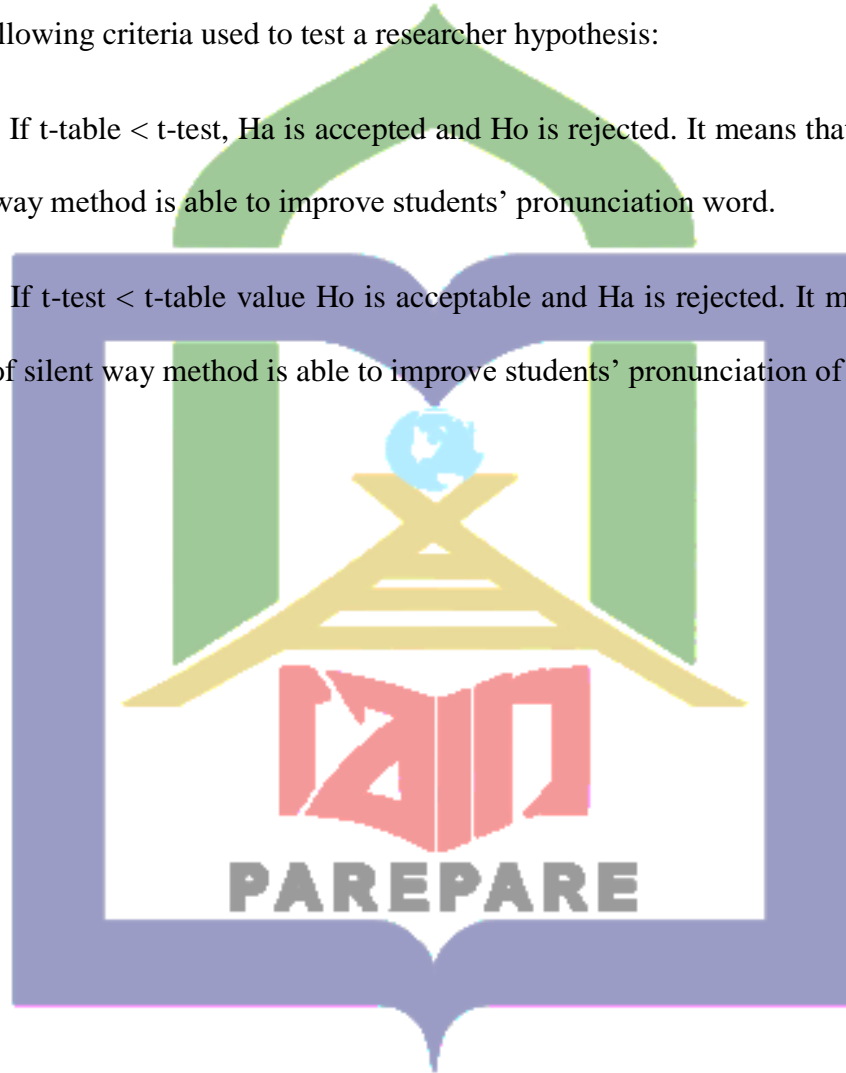 llowing criteria used to test a researcher hypothesis:
If t-table < t-test, Ha is accepted and Ho is rejected. It means tha
way method is able to improve students’ pronunciation word.
If t-test < t-table value Ho is acceptable and Ha is rejected. It m
of silent way method is able to improve students’ pronunciation of
iain
PAREPARE